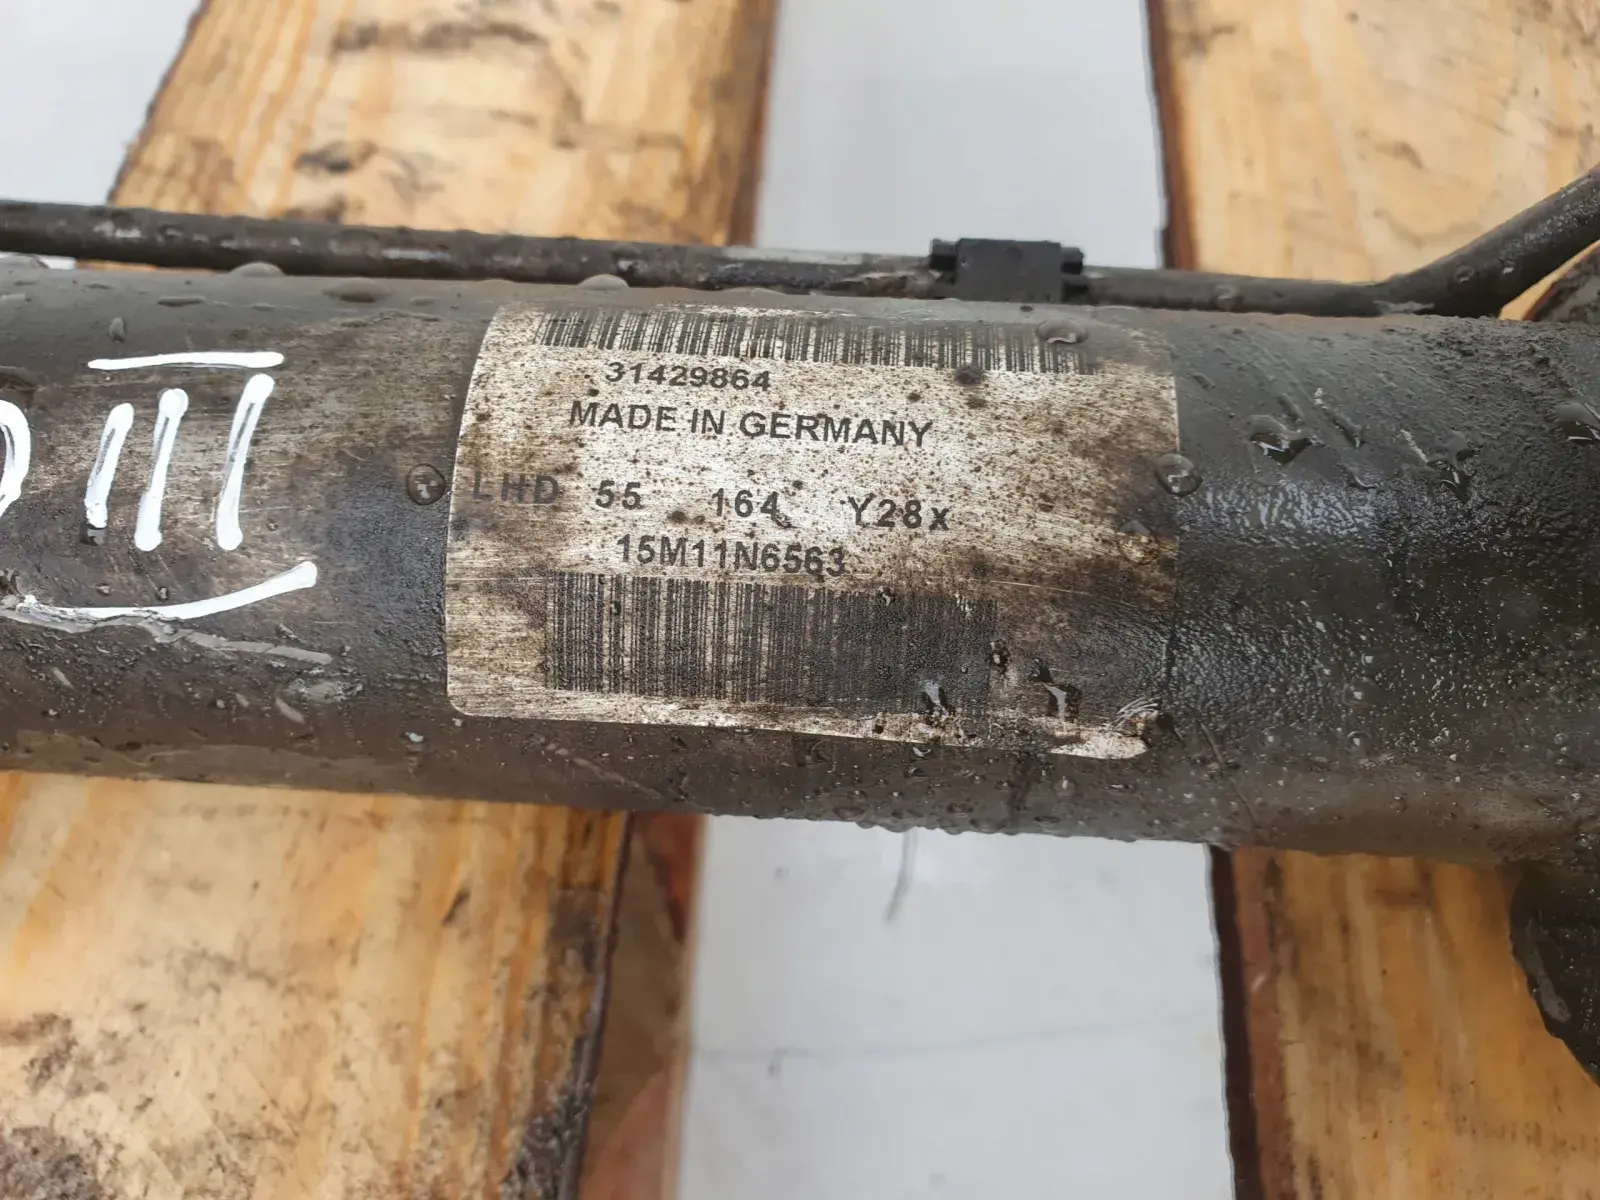 31429864
MADE IN GERMANY
LHD 55 164 Y28x
15M11N6563